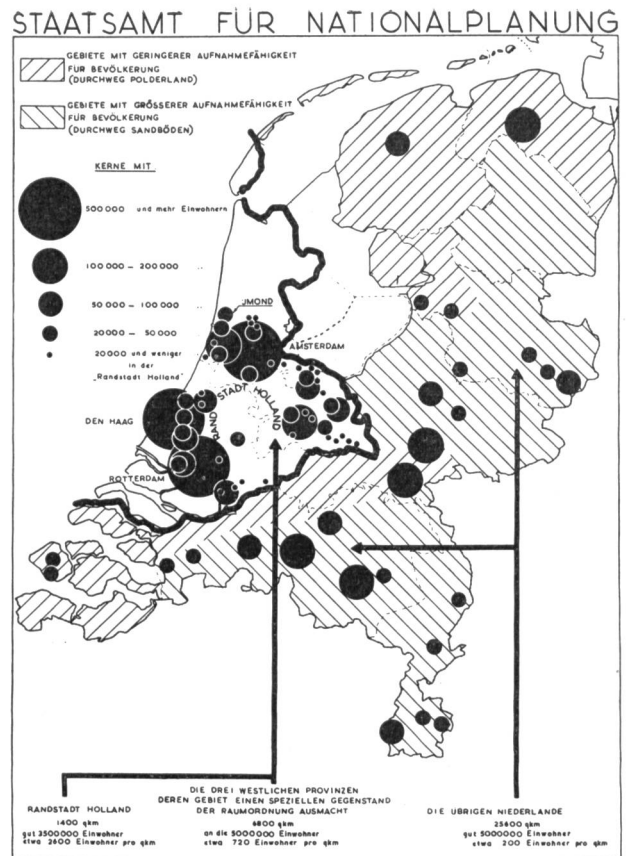 STAATSAMT FÜR NATIONALPLANUNG
GEBIETE MIT GERINGERER AUFNAHMEFÄHIGKEIT
FÜR BEVÖLKERUNG
(DURCHWEG POLDERLAND)
GEBIETE MIT GRÖSSERER AUFNAHMEFÄHIGKEIT
FÜR BEVÖLKERUNG
(DURCHWEG SANDBÖDEN)
KERNE MIT
500 000 und mehr Einwohnern
100 000 – 200 000 „
50 000 – 100 000 „
20 000 – 50 000 „
20 000 und weniger
in der
„Randstadt Holland"
IJMOND
AMSTERDAM
RANDSTADT HOLLAND
DEN HAAG
ROTTERDAM
RANDSTADT HOLLAND
1400 qkm
gut 3500000 Einwohner
etwa 2600 Einwohner pro qkm
DIE DREI WESTLICHEN PROVINZEN
DEREN GEBIET EINEN SPEZIELLEN GEGENSTAND
DER RAUMORDNUNG AUSMACHT
6800 qkm
an die 5000000 Einwohner
etwa 720 Einwohner pro qkm
DIE ÜBRIGEN NIEDERLANDE
25600 qkm
gut 5000000 Einwohner
etwa 200 Einwohner pro qkm